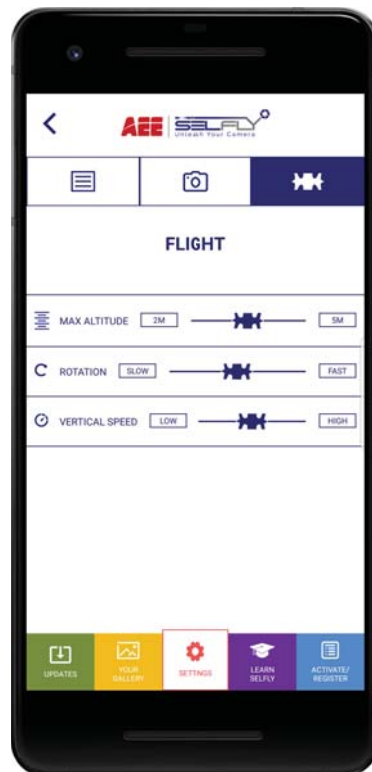 AEE SELFLY
Unleash Your Camera
FLIGHT
MAX ALTITUDE 2M 5M
ROTATION SLOW FAST
VERTICAL SPEED LOW HIGH
UPDATES
YOUR GALLERY
SETTINGS
LEARN SELFLY
ACTIVATE/ REGISTER